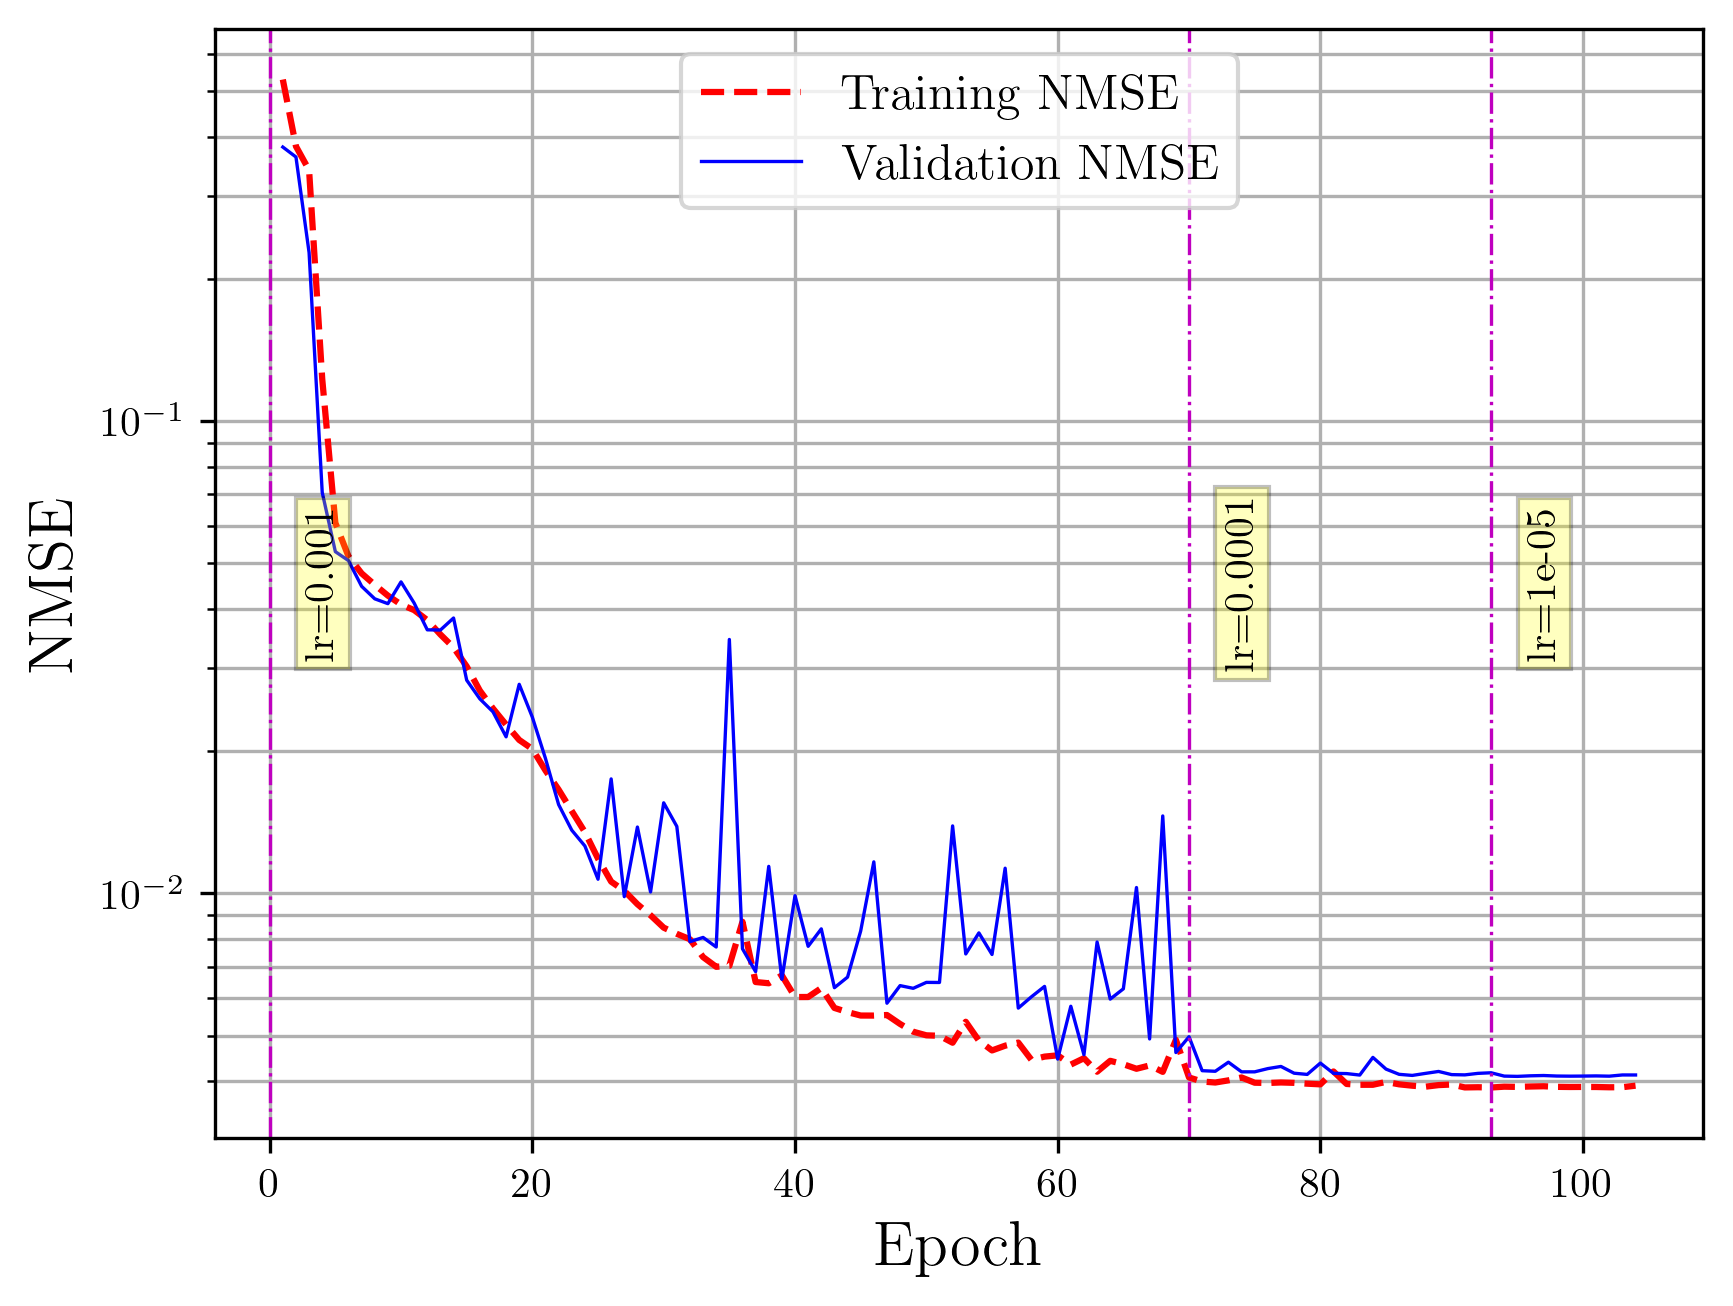 Training NMSE
Validation NMSE
10⁻¹
10⁻²
NMSE
lr=0.001
lr=0.0001
lr=1e-05
0 20 40 60 80 100
Epoch